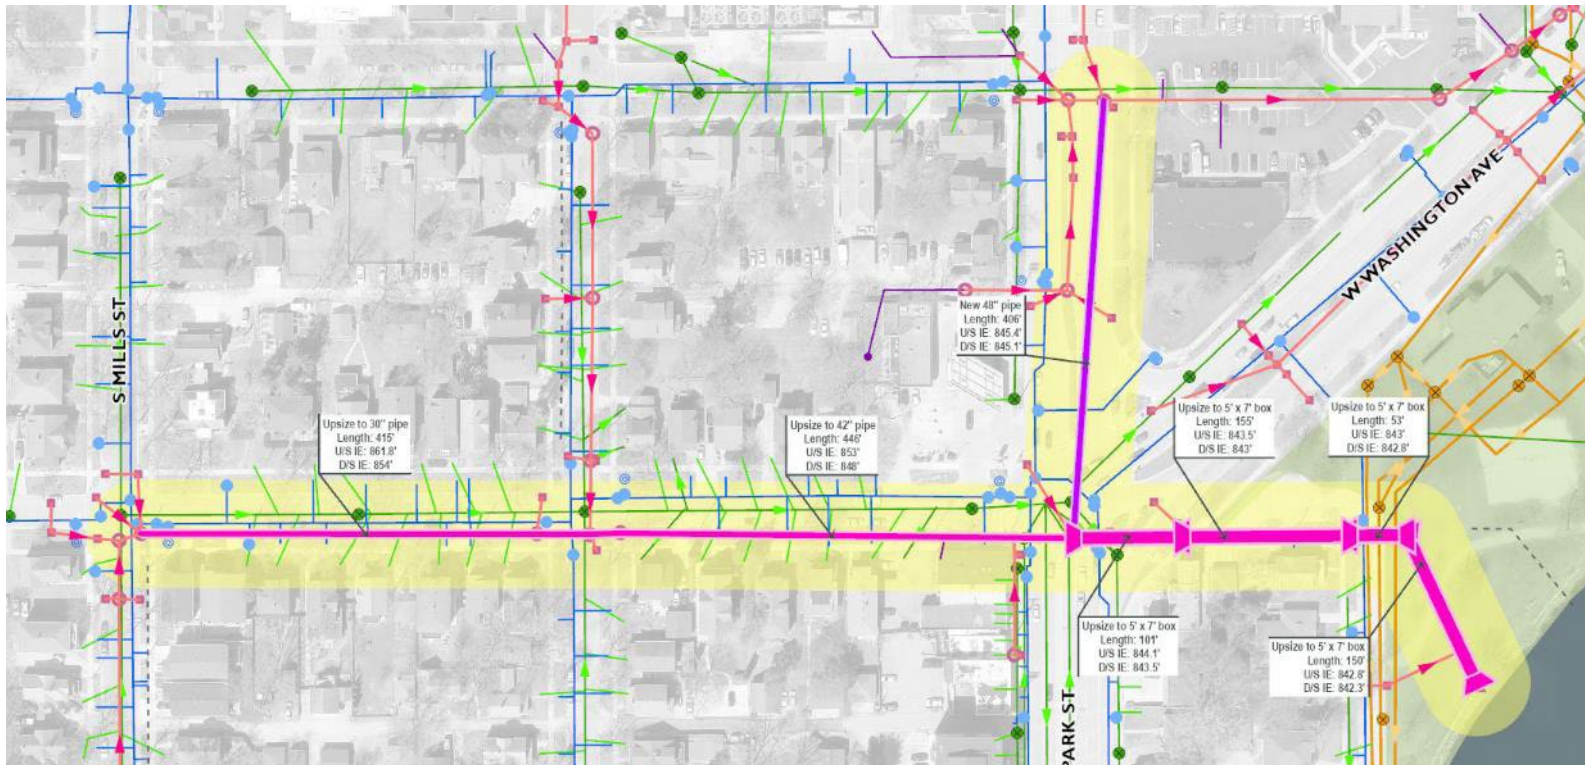 W WASHINGTON AVE
S MILLS ST
New 48" pipe
Length: 406'
U/S IE: 845.4'
D/S IE: 845.1'
Upsize to 30" pipe
Length: 415'
U/S IE: 861.8'
D/S IE: 854'
Upsize to 42" pipe
Length: 446'
U/S IE: 853'
D/S IE: 848'
Upsize to 5' x 7' box
Length: 155'
U/S IE: 843.5'
D/S IE: 843'
Upsize to 5' x 7' box
Length: 53'
U/S IE: 843'
D/S IE: 842.8'
Upsize to 5' x 7' box
Length: 101'
U/S IE: 844.1'
D/S IE: 843.5'
Upsize to 5' x 7' box
Length: 150'
U/S IE: 842.8'
D/S IE: 842.3'
PARK ST